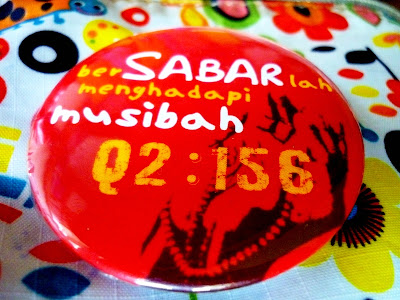 berSABARlah
menghadapi
musibah
Q2:156